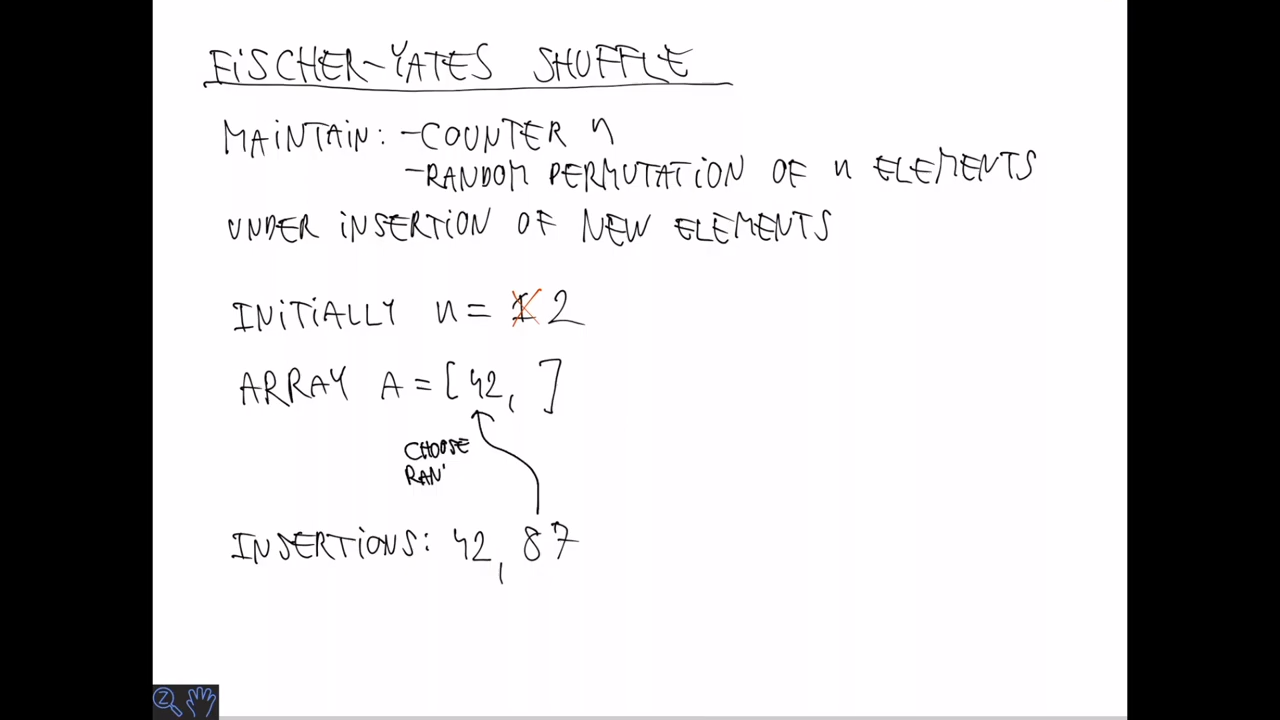 FISCHER-YATES SHUFFLE
MAINTAIN: -COUNTER n
-RANDOM PERMUTATION OF n ELEMENTS
UNDER INSERTION OF NEW ELEMENTS
INITIALLY n = 1 2
ARRAY A = [42, ]
CHOOSE
RAN
INSERTIONS: 42, 87